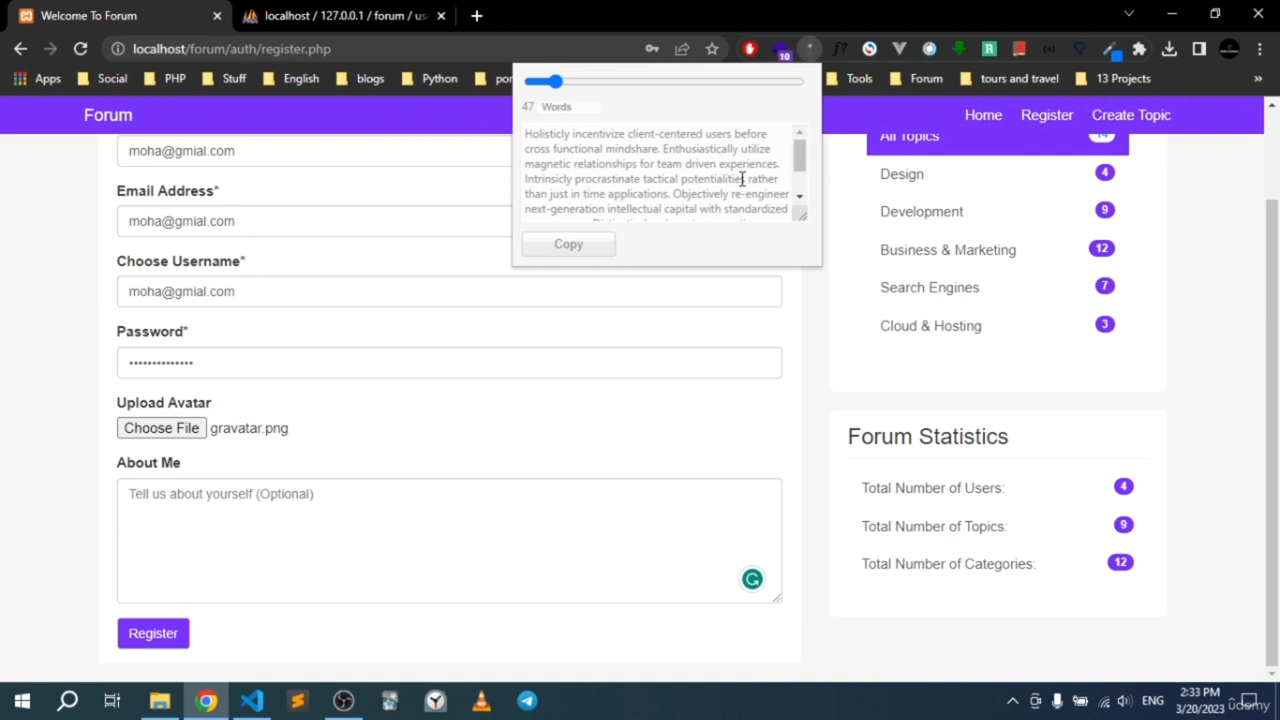 Welcome To Forum
localhost / 127.0.0.1 / forum / us
localhost/forum/auth/register.php
10
Apps
Social
PHP
Stuff
English
blogs
Python
Tools
Forum
tours and travel
13 Projects
»
Forum
Home
Register
Create Topic
47 Words
Holisticly incentivize client-centered users before
cross functional mindshare. Enthusiastically utilize
magnetic relationships for team driven experiences.
Intrinsicly procrastinate tactical potentialities rather
than just in time applications. Objectively re-engineer
next-generation intellectual capital with standardized
Copy
moha@gmial.com
Email Address*
moha@gmial.com
Choose Username*
moha@gmial.com
Password*
••••••••••••••
Upload Avatar
Choose File gravatar.png
About Me
Tell us about yourself (Optional)
Register
All Topics 14
Design 4
Development 9
Business & Marketing 12
Search Engines 7
Cloud & Hosting 3
Forum Statistics
Total Number of Users: 4
Total Number of Topics: 9
Total Number of Categories: 12
ENG
2:33 PM
3/20/2023
udemy